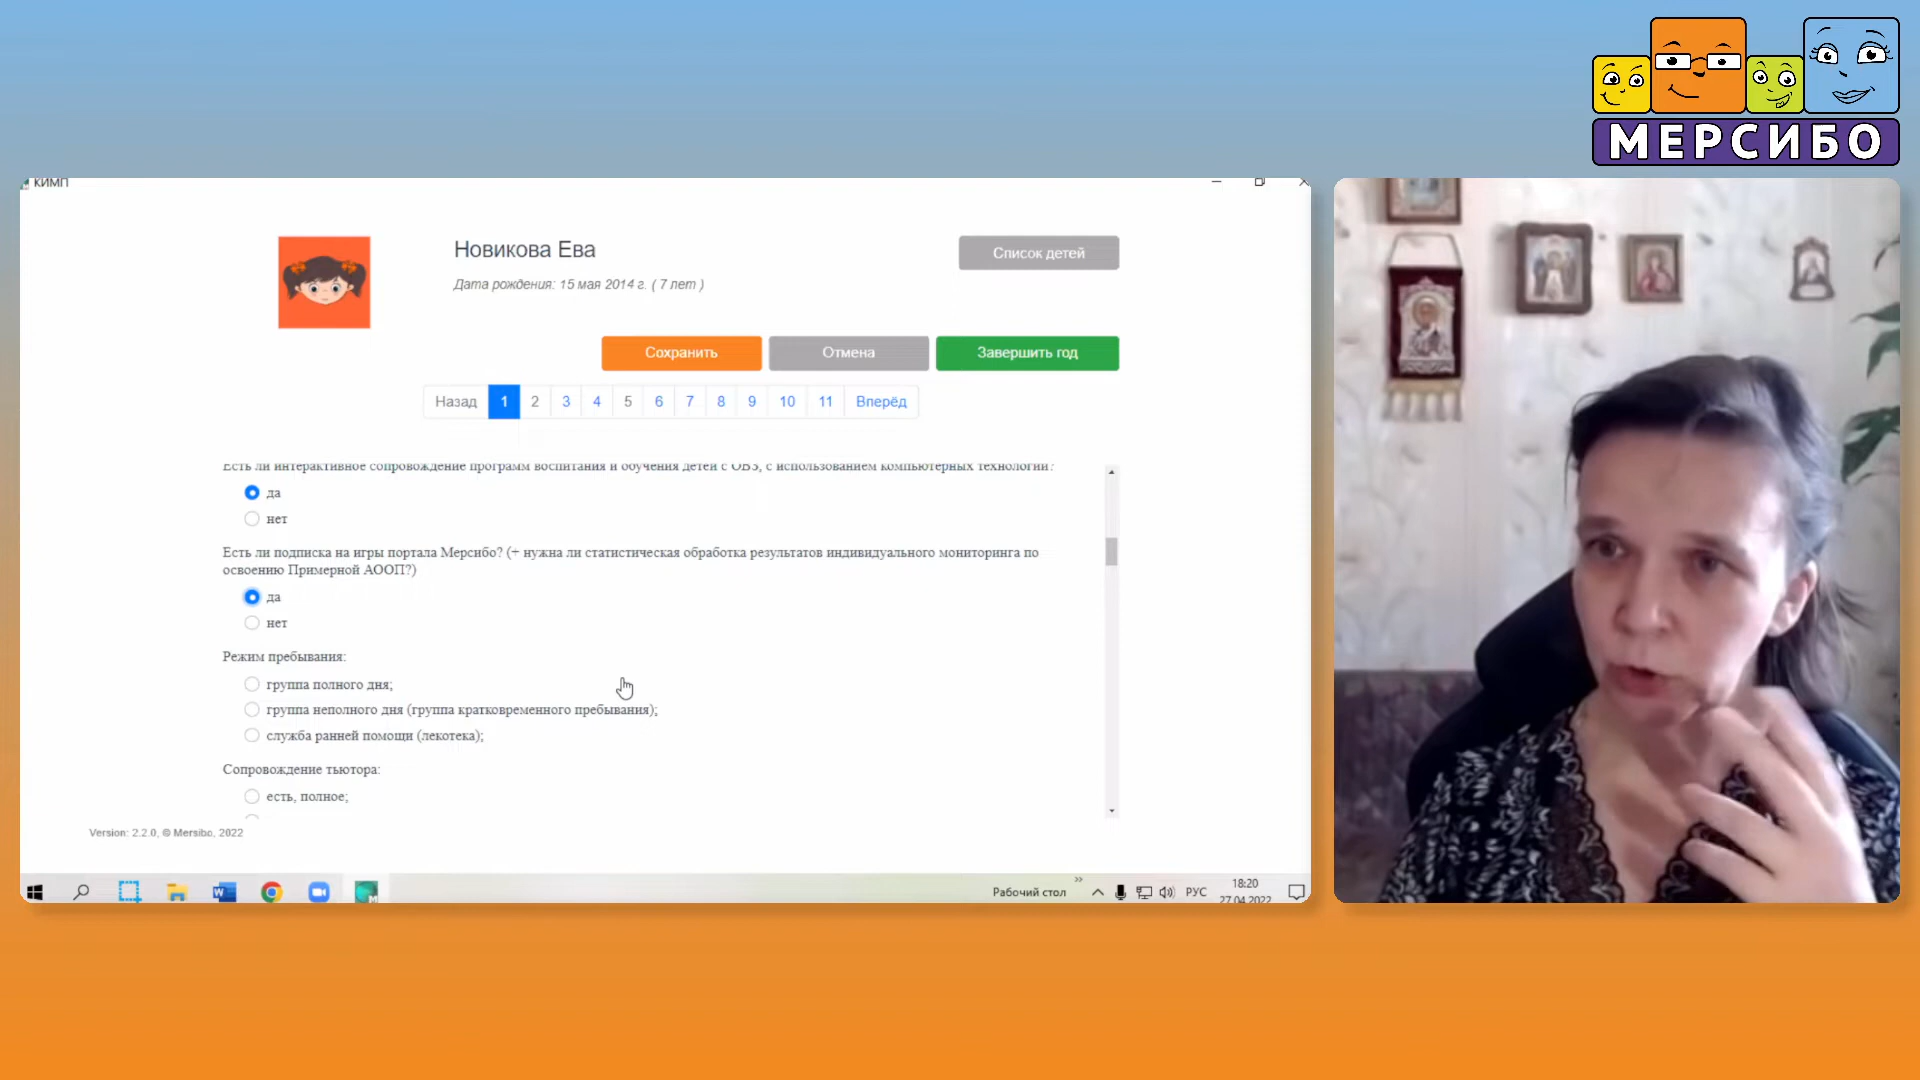 МЕРСИБО
КИМП
Новикова Ева
Список детей
Дата рождения: 15 мая 2014 г. ( 7 лет )
Сохранить
Отмена
Завершить год
Назад 1 2 3 4 5 6 7 8 9 10 11 Вперёд
Есть ли интерактивное сопровождение программ воспитания и обучения детей с ОВЗ, с использованием компьютерных технологий?
да
нет
Есть ли подписка на игры портала Мерсибо? (+ нужна ли статистическая обработка результатов индивидуального мониторинга по
освоению Примерной АООП?)
да
нет
Режим пребывания:
группа полного дня;
группа неполного дня (группа кратковременного пребывания);
служба ранней помощи (лекотека);
Сопровождение тьютора:
есть, полное;
Version: 2.2.0, © Mersibo, 2022
Рабочий стол
РУС
18:20
27.04.2022